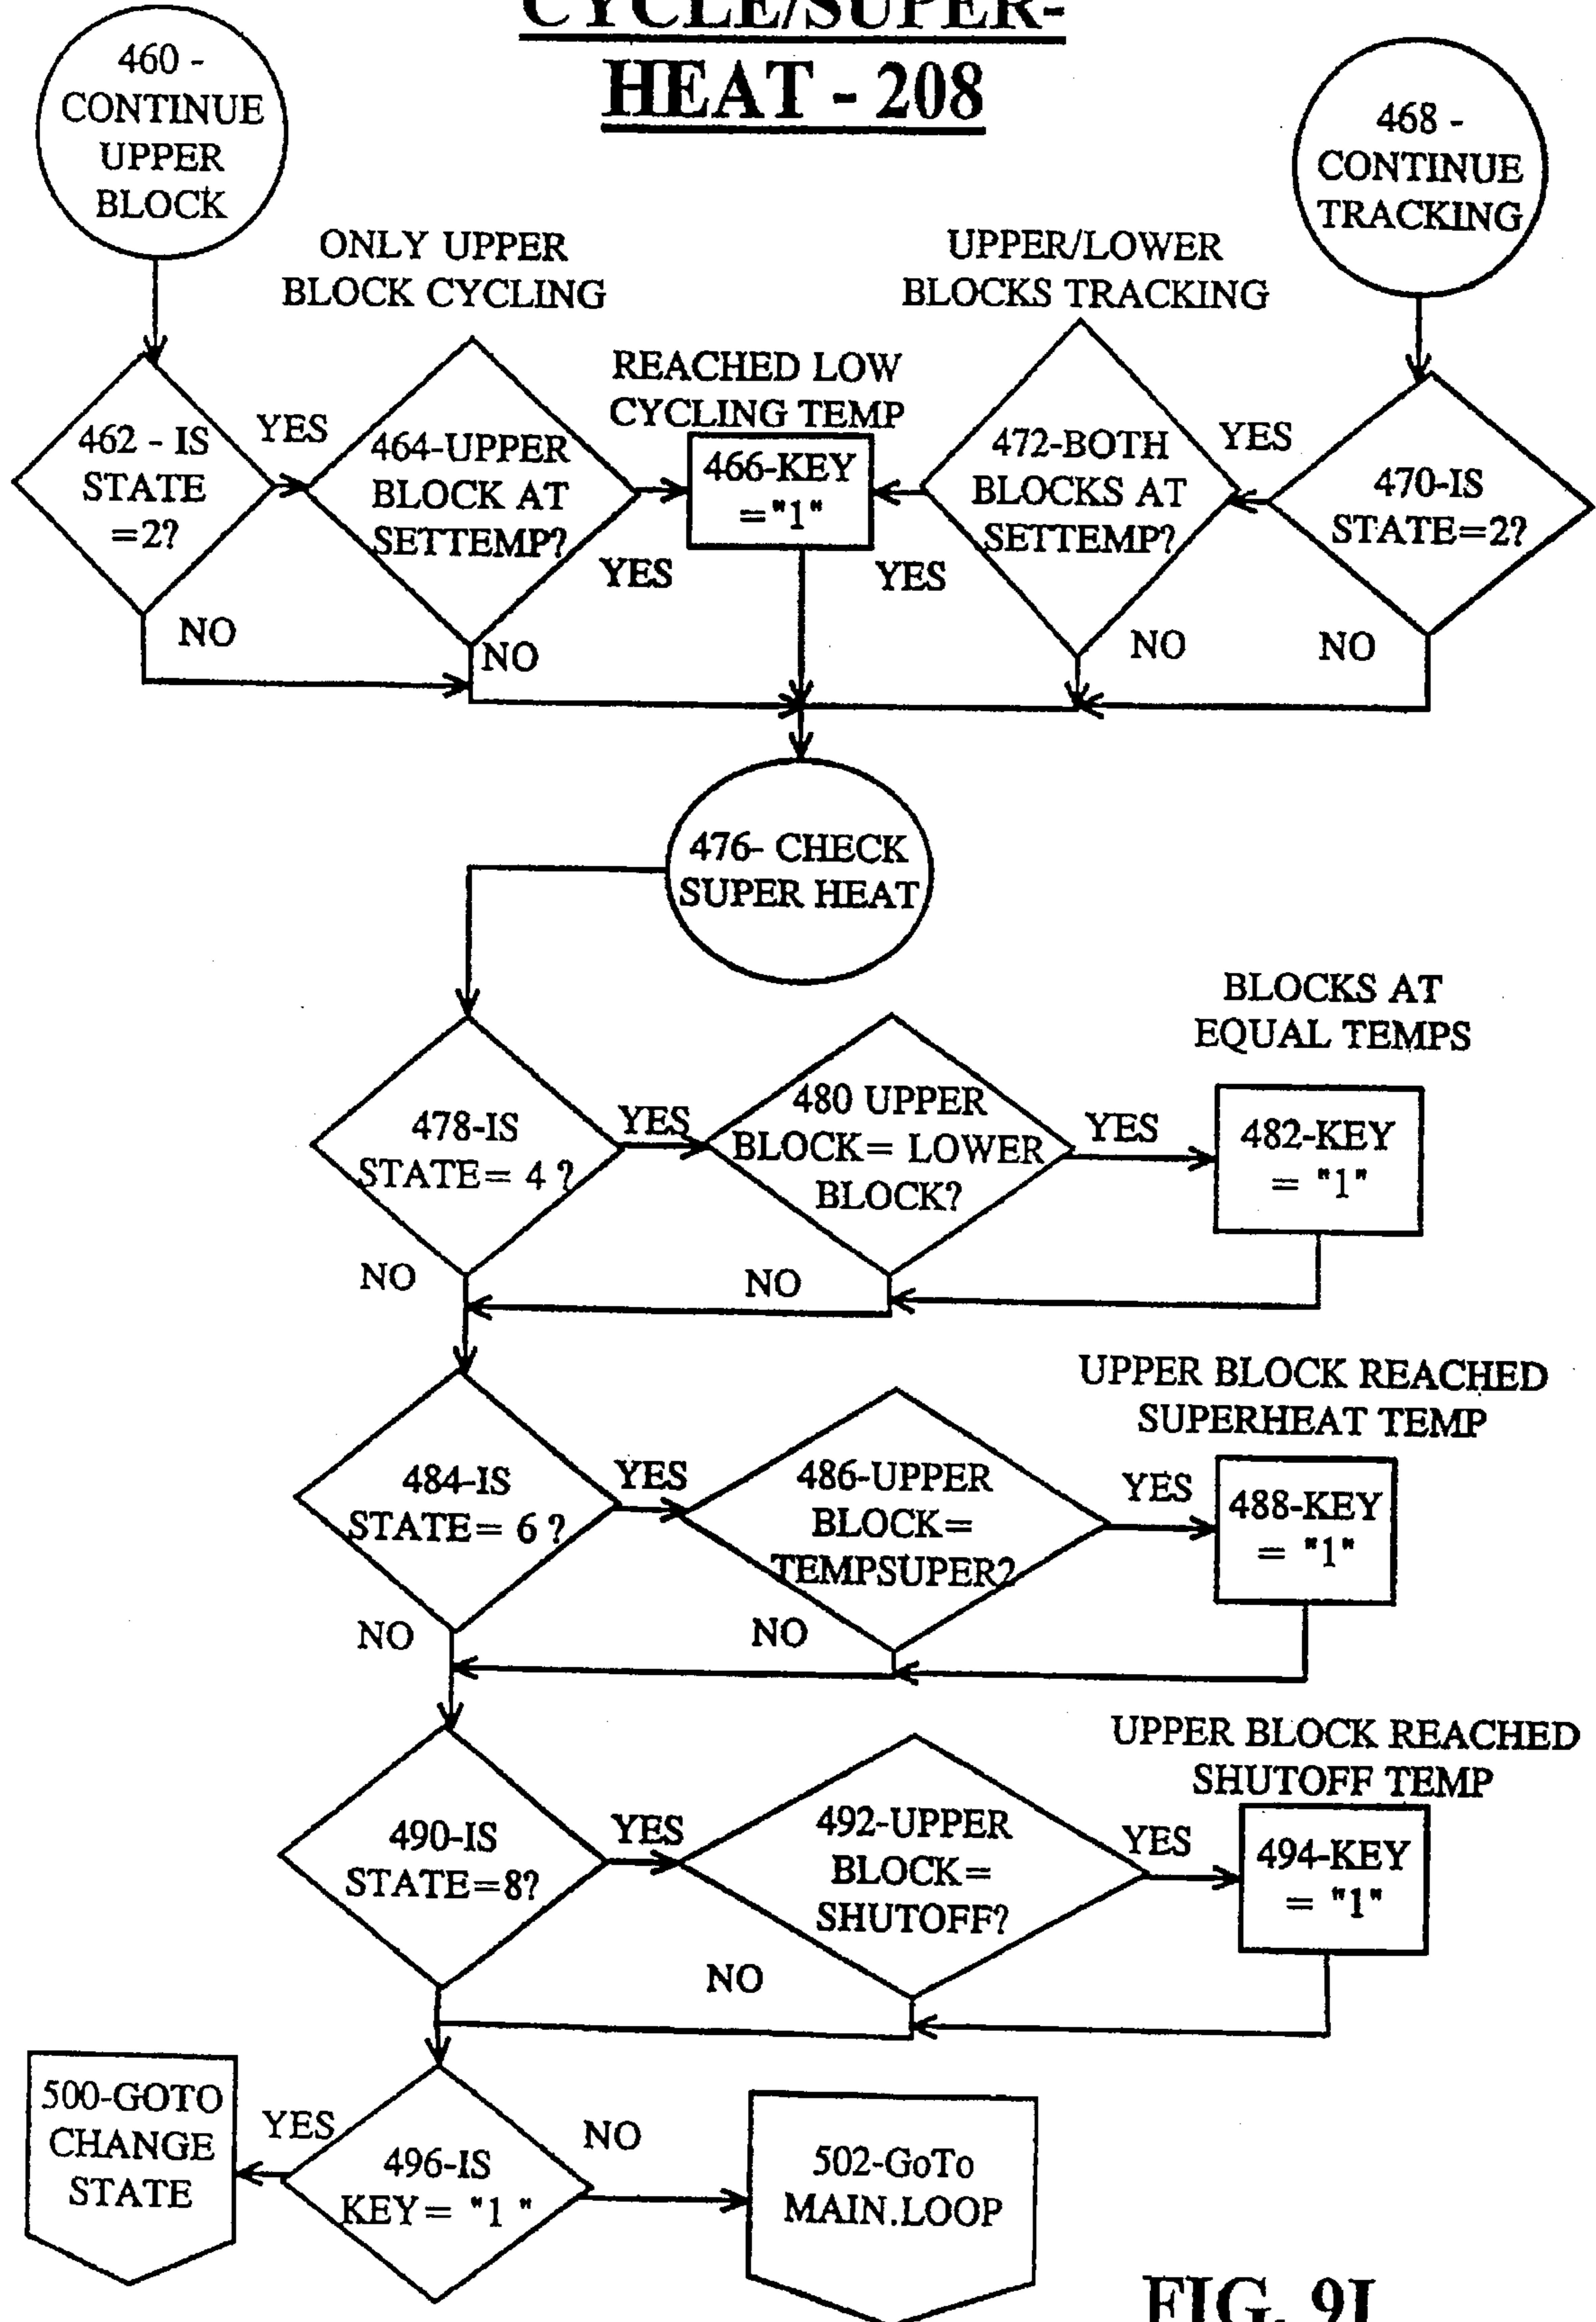 CYCLE/SUPER-
HEAT - 208
460 -
CONTINUE
UPPER
BLOCK
468 -
CONTINUE
TRACKING
ONLY UPPER
BLOCK CYCLING
UPPER/LOWER
BLOCKS TRACKING
REACHED LOW
CYCLING TEMP
462 - IS
STATE
=2?
YES
464-UPPER
BLOCK AT
SETTEMP?
YES
466-KEY
="1"
YES
472-BOTH
BLOCKS AT
SETTEMP?
YES
470-IS
STATE=2?
NO
NO
NO
NO
476- CHECK
SUPER HEAT
BLOCKS AT
EQUAL TEMPS
478-IS
STATE= 4 ?
YES
480 UPPER
BLOCK= LOWER
BLOCK?
YES
482-KEY
= "1"
NO
NO
UPPER BLOCK REACHED
SUPERHEAT TEMP
484-IS
STATE= 6 ?
YES
486-UPPER
BLOCK=
TEMPSUPER?
YES
488-KEY
= "1"
NO
NO
UPPER BLOCK REACHED
SHUTOFF TEMP
490-IS
STATE=8?
YES
492-UPPER
BLOCK=
SHUTOFF?
YES
494-KEY
= "1"
NO
500-GOTO
CHANGE
STATE
YES
496-IS
KEY= "1 "
NO
502-GoTo
MAIN.LOOP